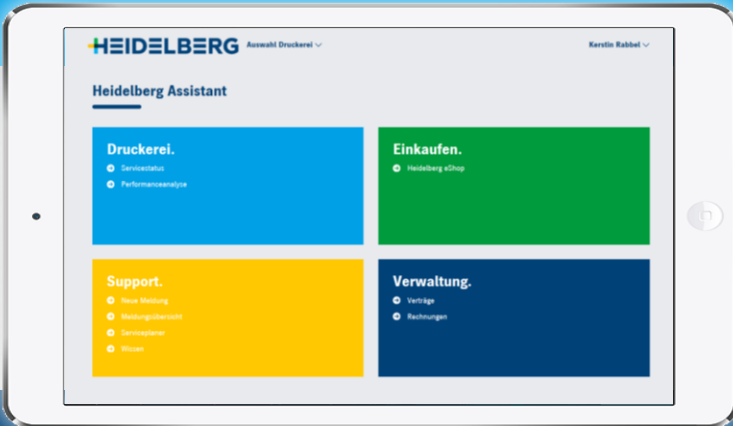 HEIDELBERG
Auswahl Druckerei
Kerstin Rabbel
Heidelberg Assistant
Druckerei.
Servicestatus
Performanceanalyse
Einkaufen.
Heidelberg eShop
Support.
Neue Meldung
Meldungsübersicht
Serviceplaner
Wissen
Verwaltung.
Verträge
Rechnungen